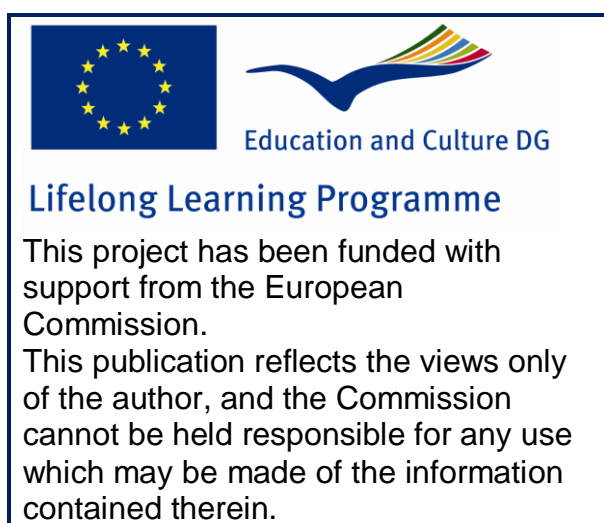 Education and Culture DG
Lifelong Learning Programme
This project has been funded with
support from the European
Commission.
This publication reflects the views only
of the author, and the Commission
cannot be held responsible for any use
which may be made of the information
contained therein.